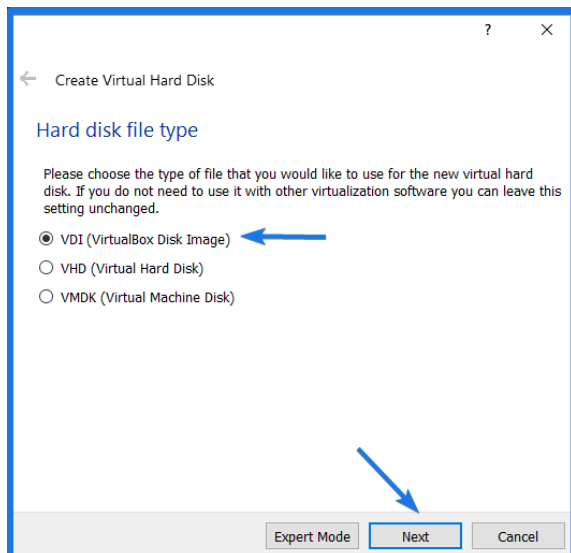 ?
Create Virtual Hard Disk
Hard disk file type
Please choose the type of file that you would like to use for the new virtual hard
disk. If you do not need to use it with other virtualization software you can leave this
setting unchanged.
VDI (VirtualBox Disk Image)
VHD (Virtual Hard Disk)
VMDK (Virtual Machine Disk)
Expert Mode Next Cancel